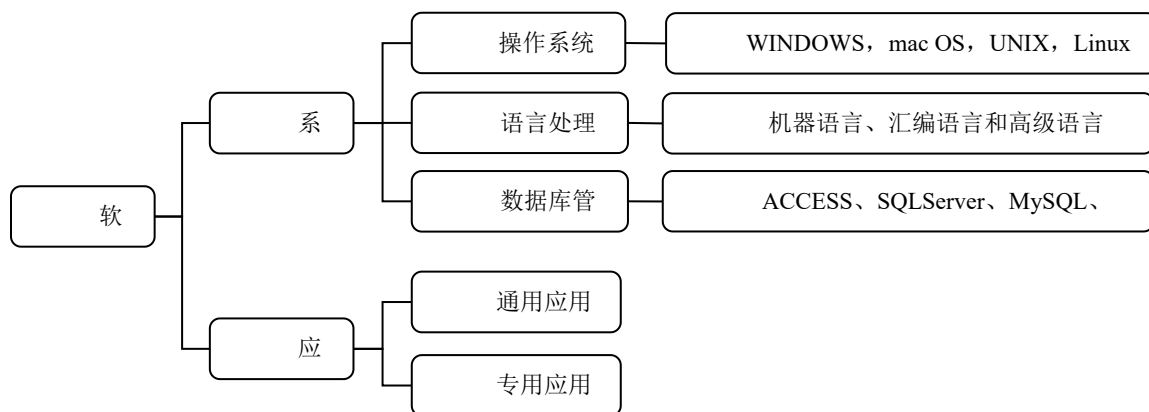 操作系统
WINDOWS，mac OS，UNIX，Linux
系
语言处理
机器语言、汇编语言和高级语言
数据库管
ACCESS、SQLServer、MySQL、
软
通用应用
应
专用应用